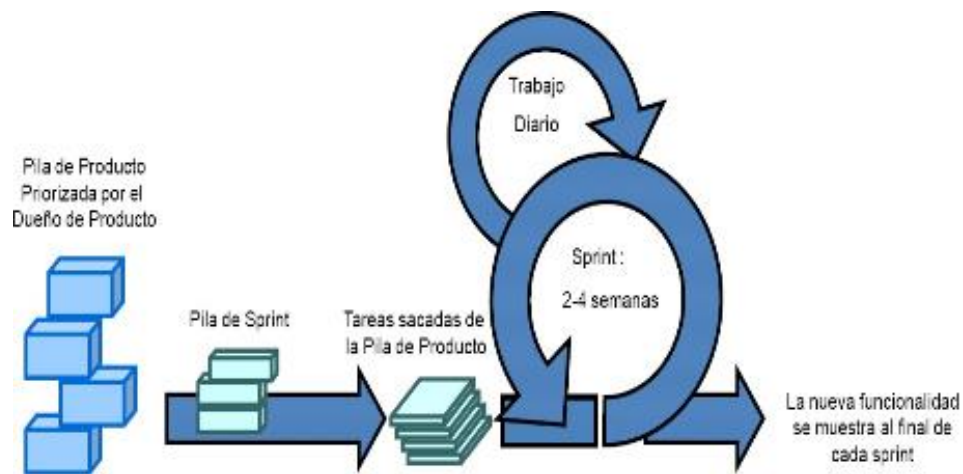 Pila de Producto
Priorizada por el
Dueño de Producto
Pila de Sprint
Tareas sacadas de
la Pila de Producto
Trabajo
Diario
Sprint :
2-4 semanas
La nueva funcionalidad
se muestra al final de
cada sprint